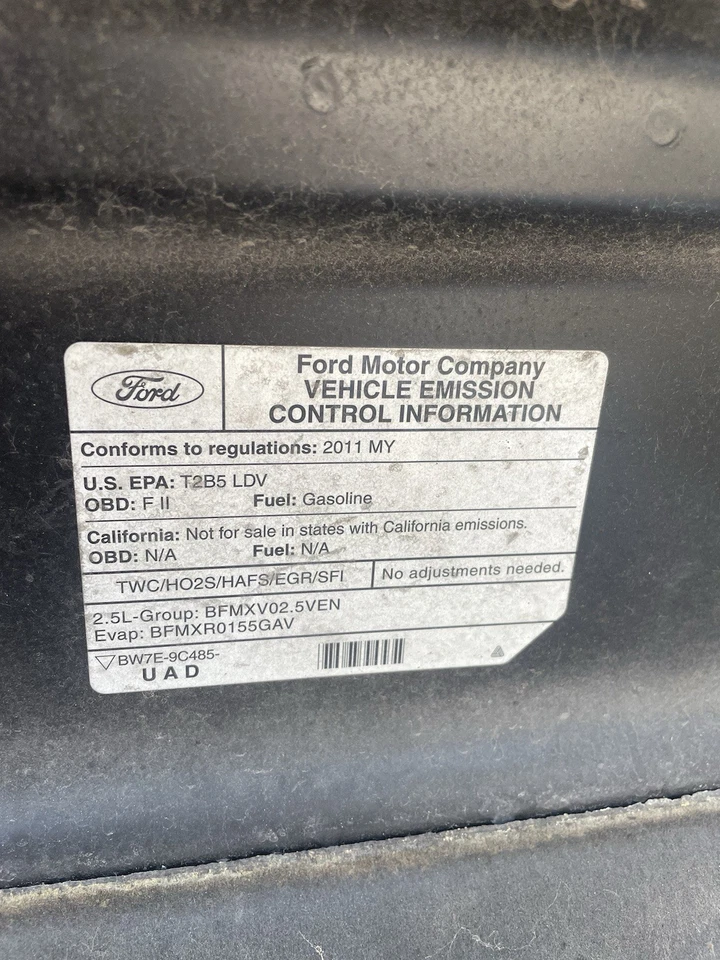 Ford
Ford Motor Company
VEHICLE EMISSION
CONTROL INFORMATION
Conforms to regulations: 2011 MY
U.S. EPA: T2B5 LDV
OBD: F II Fuel: Gasoline
California: Not for sale in states with California emissions.
OBD: N/A Fuel: N/A
TWC/HO2S/HAFS/EGR/SFI No adjustments needed.
2.5L-Group: BFMXV02.5VEN
Evap: BFMXR0155GAV
BW7E-9C485-
U A D